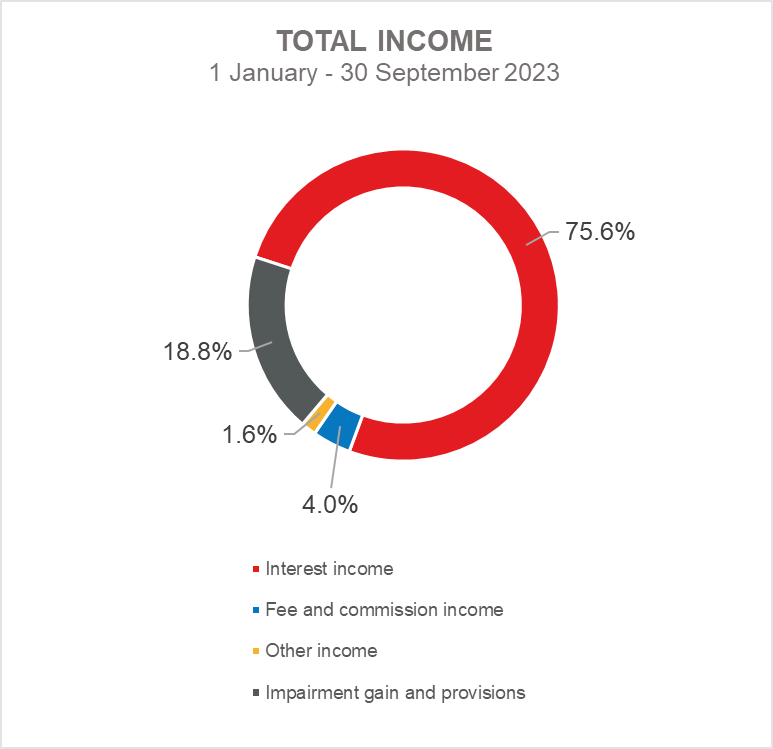 TOTAL INCOME
1 January - 30 September 2023
75.6%
18.8%
1.6%
4.0%
Interest income
Fee and commission income
Other income
Impairment gain and provisions